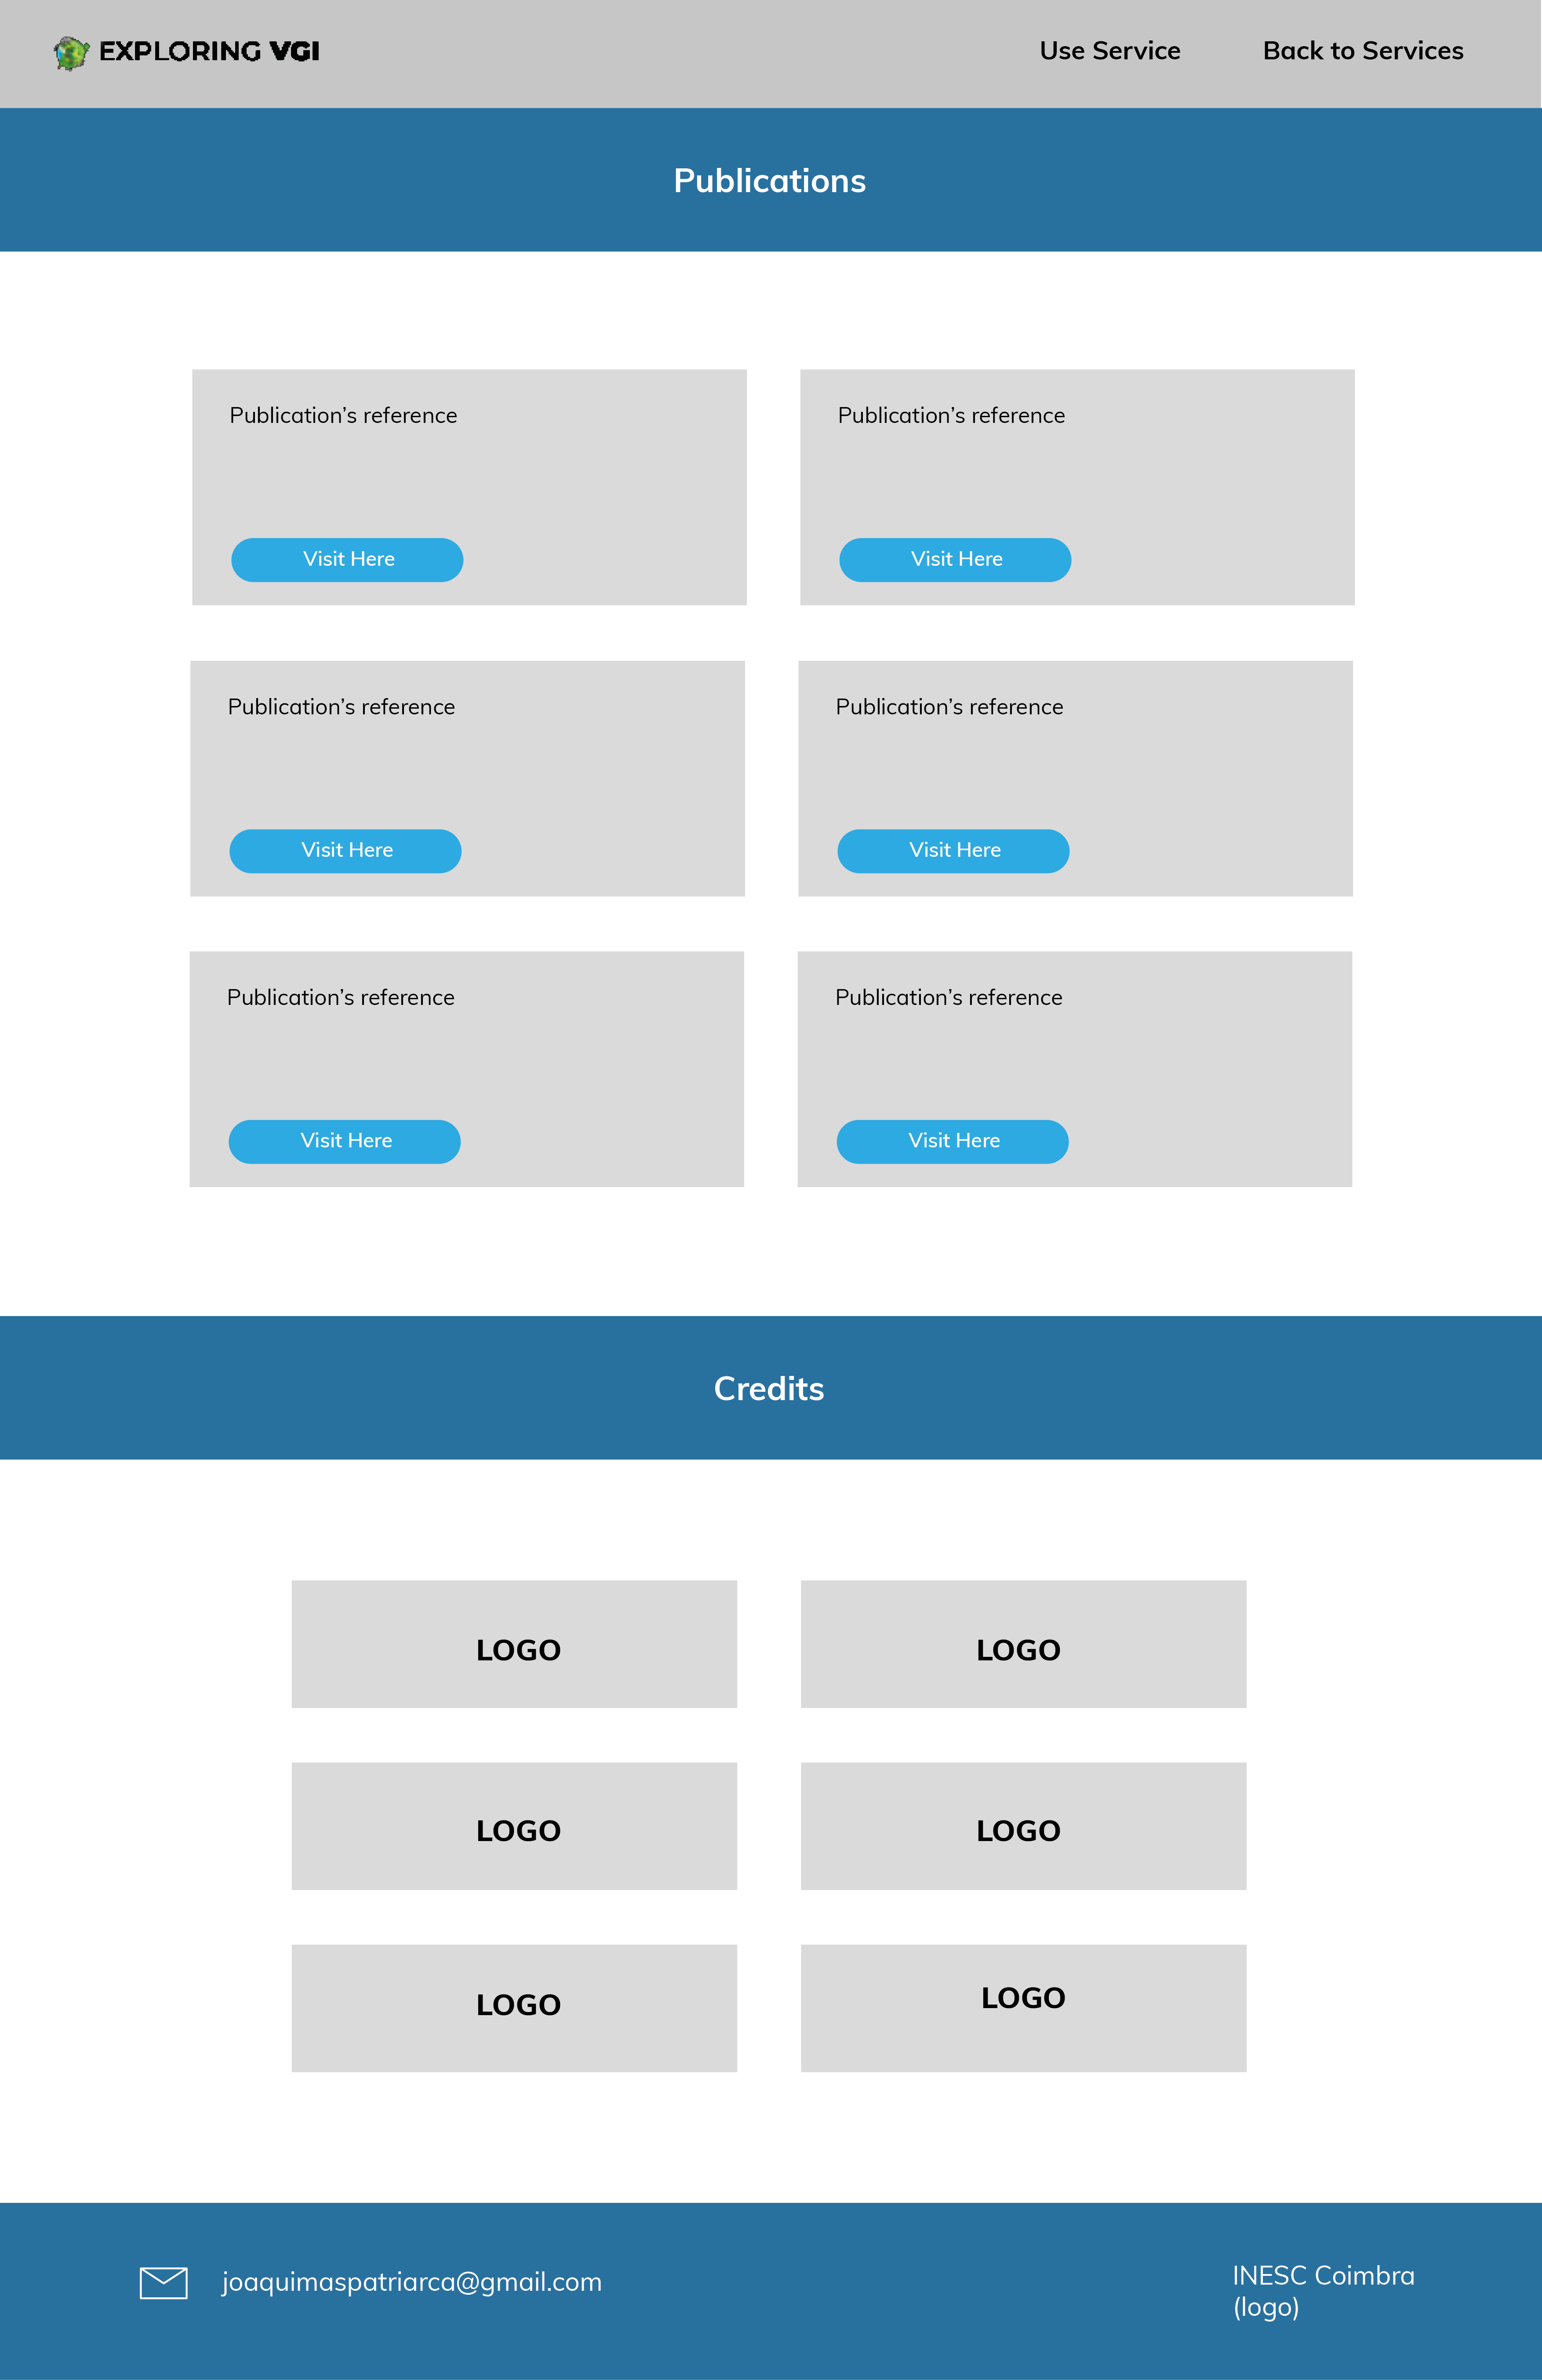 EXPLORING VGI
Use Service
Back to Services
Publications
Publication’s reference
Publication’s reference
Visit Here
Visit Here
Publication’s reference
Publication’s reference
Visit Here
Visit Here
Publication’s reference
Publication’s reference
Visit Here
Visit Here
Credits
LOGO
LOGO
LOGO
LOGO
LOGO
LOGO
joaquimaspatriarca@gmail.com
INESC Coimbra
(logo)